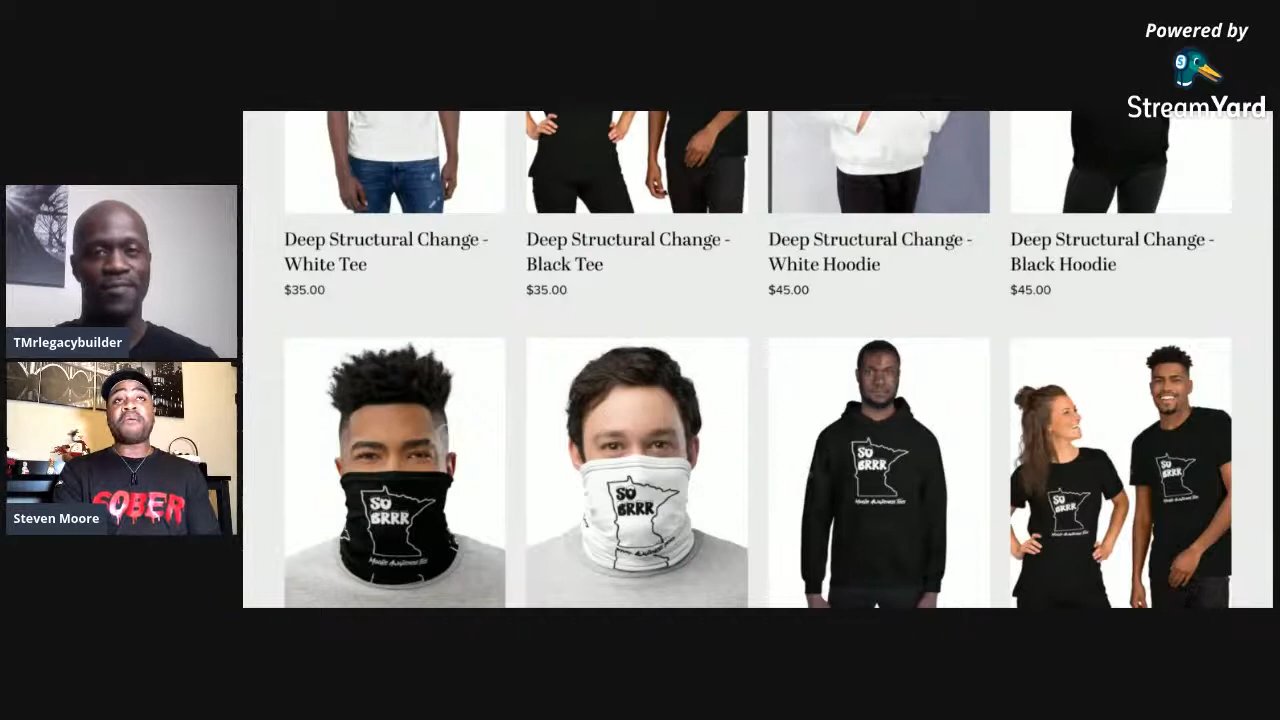 Powered by
StreamYard
Deep Structural Change -
White Tee
$35.00
Deep Structural Change -
Black Tee
$35.00
Deep Structural Change -
White Hoodie
$45.00
Deep Structural Change -
Black Hoodie
$45.00
TMrlegacybuilder
SOBER
Steven Moore
SO
BRRR
SO
BRRR
SO
BRRR
SO
BRRR
SO
BRRR